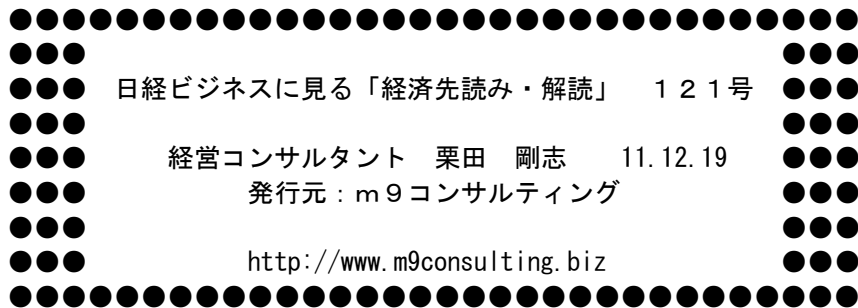 ●●●●●●●●●●●●●●●●●●●●●●●●●●●●●●●●
●●●　　　　　　　　　　　　　　　　　　　　　　　　　　●●●
●●●　日経ビジネスに見る「経済先読み・解読」　１２１号　●●●
●●●　　　　　　　　　　　　　　　　　　　　　　　　　　●●●
●●●　　　経営コンサルタント　栗田　剛志　　11.12.19　　●●●
●●●　　　　　　発行元：ｍ９コンサルティング　　　　　　●●●
●●●　　　　　　　　　　　　　　　　　　　　　　　　　　●●●
●●●　　　　　　http://www.m9consulting.biz　　　　　　 ●●●
●●●●●●●●●●●●●●●●●●●●●●●●●●●●●●●●